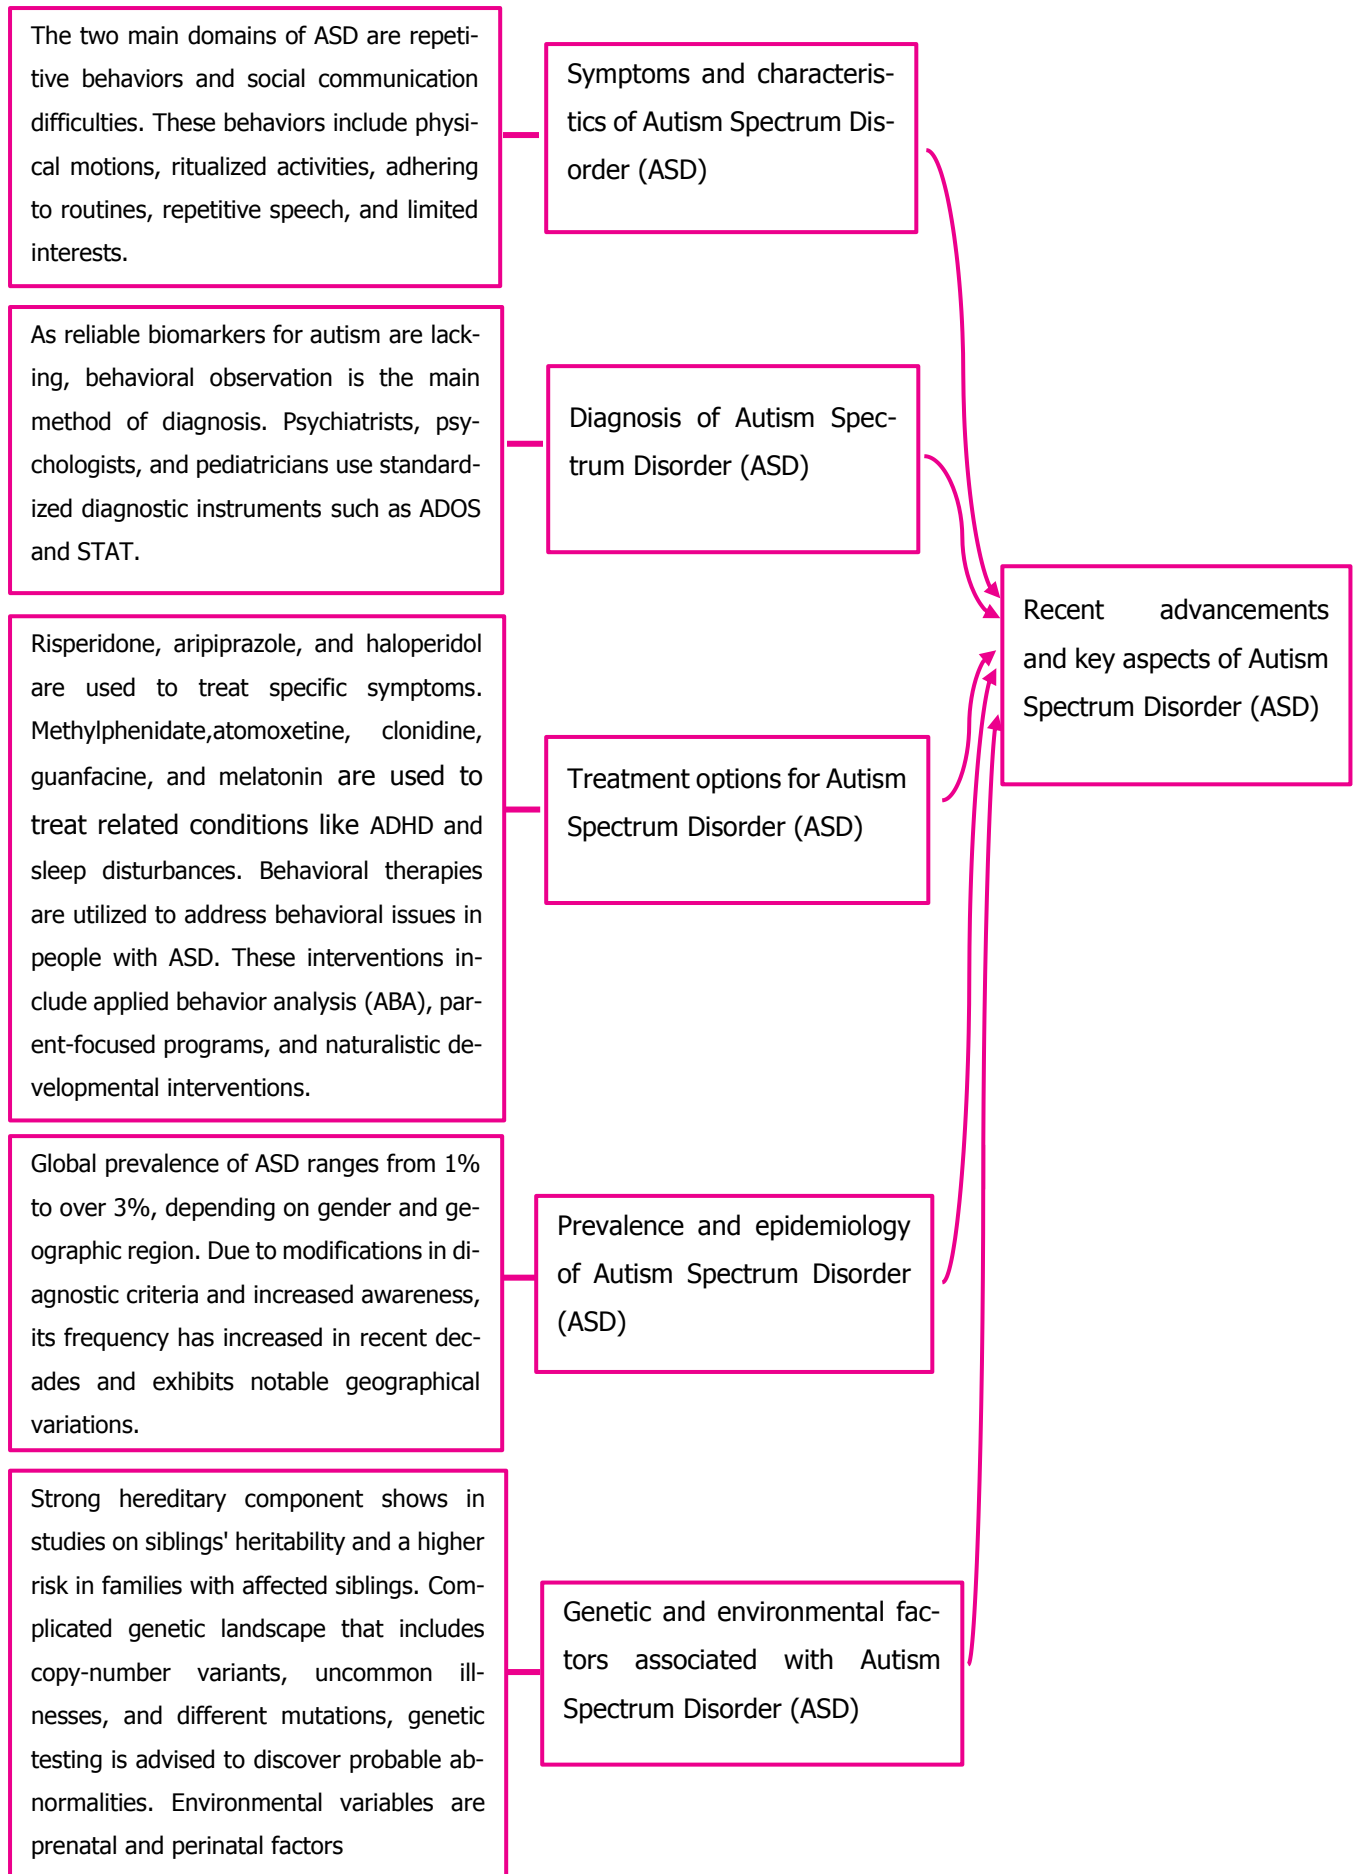 The two main domains of ASD are repeti-
tive behaviors and social communication
difficulties. These behaviors include physi-
cal motions, ritualized activities, adhering
to routines, repetitive speech, and limited
interests.
Symptoms and characteris-
tics of Autism Spectrum Dis-
order (ASD)
As reliable biomarkers for autism are lack-
ing, behavioral observation is the main
method of diagnosis. Psychiatrists, psy-
chologists, and pediatricians use standard-
ized diagnostic instruments such as ADOS
and STAT.
Diagnosis of Autism Spec-
trum Disorder (ASD)
Risperidone, aripiprazole, and haloperidol
are used to treat specific symptoms.
Methylphenidate,atomoxetine, clonidine,
guanfacine, and melatonin are used to
treat related conditions like ADHD and
sleep disturbances. Behavioral therapies
are utilized to address behavioral issues in
people with ASD. These interventions in-
clude applied behavior analysis (ABA), par-
ent-focused programs, and naturalistic de-
velopmental interventions.
Treatment options for Autism
Spectrum Disorder (ASD)
Global prevalence of ASD ranges from 1%
to over 3%, depending on gender and ge-
ographic region. Due to modifications in di-
agnostic criteria and increased awareness,
its frequency has increased in recent dec-
ades and exhibits notable geographical
variations.
Prevalence and epidemiology
of Autism Spectrum Disorder
(ASD)
Strong hereditary component shows in
studies on siblings' heritability and a higher
risk in families with affected siblings. Com-
plicated genetic landscape that includes
copy-number variants, uncommon ill-
nesses, and different mutations, genetic
testing is advised to discover probable ab-
normalities. Environmental variables are
prenatal and perinatal factors
Genetic and environmental fac-
tors associated with Autism
Spectrum Disorder (ASD)
Recent advancements
and key aspects of Autism
Spectrum Disorder (ASD)